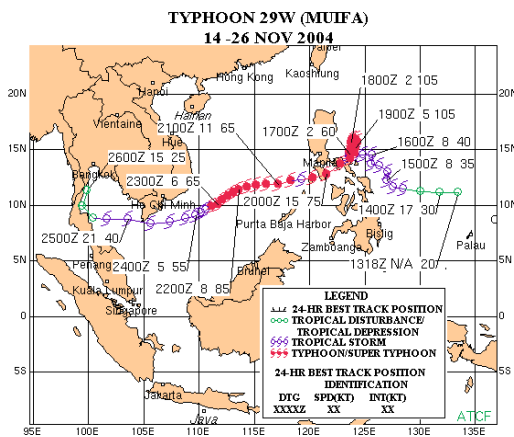 TYPHOON 29W (MUIFA)
14 -26 NOV 2004
Taipei
Hong Kong
Kaoshiung
1800Z 2 105
Hanoi
20N
Hainan
1900Z 5 105
Vientaine
2100Z 11 65
1700Z 2 60
Hue
1600Z 8 40
15N
2600Z 15 25
Manila
1500Z 8 35
Bangkok
2300Z 6 65
2000Z 15 75
Ho Chi Minh
1400Z 17 30
10N
Purta Baja Harbor
Bislig
2500Z 21 40
Zamboanga
Palau
2400Z 5 55
1318Z N/A 20
5N
Penang
Brunei
2200Z 8 85
Kuala Lumpur
Singapore
0
LEGEND
24-HR BEST TRACK POSITION
TROPICAL DISTURBANCE/
TROPICAL DEPRESSION
TROPICAL STORM
TYPHOON/SUPER TYPHOON
24-HR BEST TRACK POSITION
IDENTIFICATION
5S
DTG SPD(KT) INT(KT)
XXXXZ XX XX
Jakarta
Java
ATCF
95E 100E 105E 110E 115E 120E 125E 130E 135E